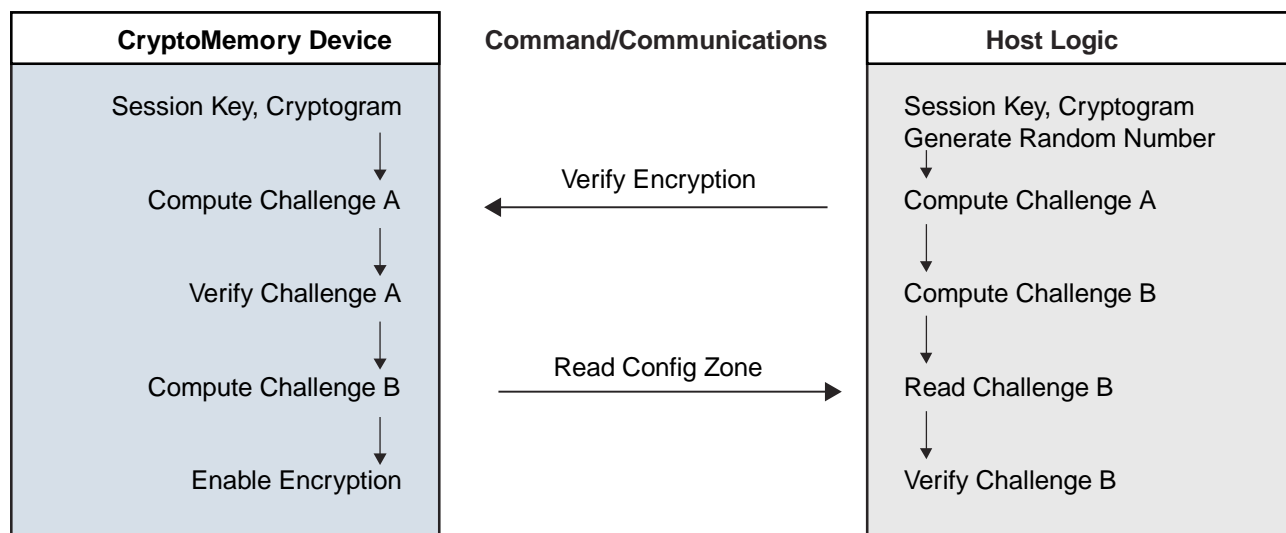 CryptoMemory Device
Command/Communications
Host Logic
Session Key, Cryptogram
Compute Challenge A
Verify Challenge A
Compute Challenge B
Enable Encryption
Verify Encryption
Read Config Zone
Session Key, Cryptogram
Generate Random Number
Compute Challenge A
Compute Challenge B
Read Challenge B
Verify Challenge B